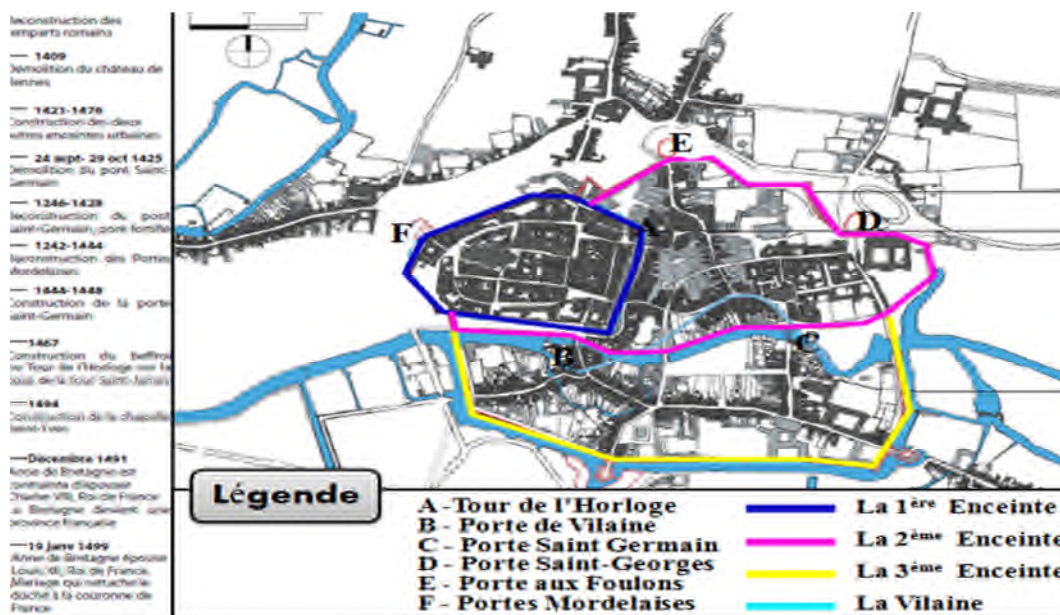 Reconstruction des
remparts romains
1409
Démolition du château de
Rennes
1421-1476
Construction des deux
autres enceintes urbaines
24 sept- 29 oct 1425
Démolition du pont Saint-
Germain
1246-1428
Reconstruction du pont
Saint-Germain, pont fortifié
1242-1444
Reconstruction des Portes
Mordelaises
1444-1448
Construction de la porte
Saint-Germain
1467
Construction du beffroi
ou Tour de l'Horloge sur la
base de la tour Saint-James
1494
Construction de la chapelle
Saint-Yves
Décembre 1491
Anne de Bretagne est
contrainte d'épouser
Charles VIII, Roi de France
La Bretagne devient une
province française
19 janv 1499
Anne de Bretagne épouse
Louis XII, Roi de France.
Mariage qui rattache le
duché à la couronne de
France
E
A
D
F
B
C
Légende
A - Tour de l'Horloge
B - Porte de Vilaine
C - Porte Saint Germain
D - Porte Saint-Georges
E - Porte aux Foulons
F - Portes Mordelaises
La 1ère Enceinte
La 2ème Enceinte
La 3éme Enceinte
La Vilaine